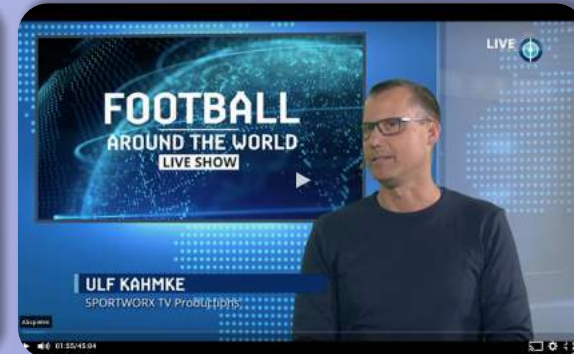 LIVE
FOOTBALL
AROUND THE WORLD
LIVE SHOW
ULF KAHMKE
SPORTWORX TV Productions
01:55/45:04